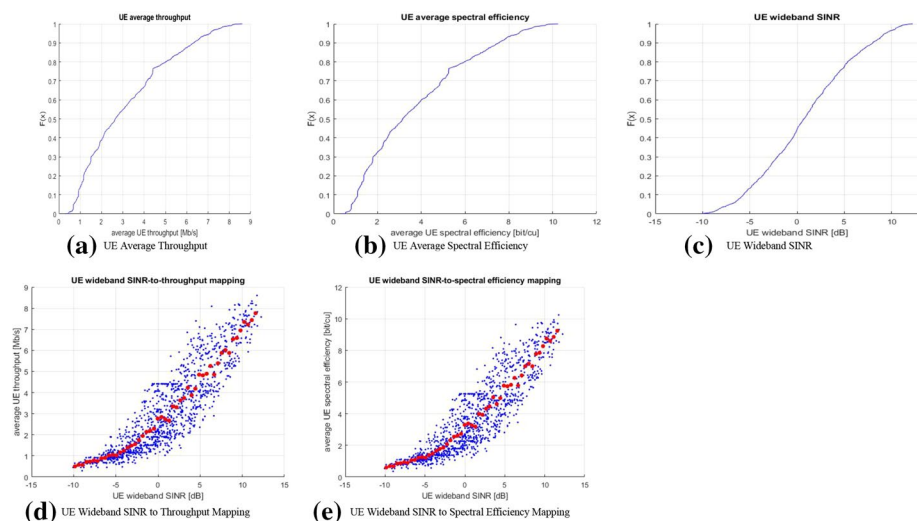 UE average throughput
F(x)
1
0.9
0.8
0.7
0.6
0.5
0.4
0.3
0.2
0.1
0
0 1 2 3 4 5 6 7 8 9
average UE throughput [Mb/s]
(a) UE Average Throughput
UE average spectral efficiency
F(x)
1
0.9
0.8
0.7
0.6
0.5
0.4
0.3
0.2
0.1
0
0 2 4 6 8 10 12
average UE spectral efficiency [bit/cu]
(b) UE Average Spectral Efficiency
UE wideband SINR
F(x)
1
0.9
0.8
0.7
0.6
0.5
0.4
0.3
0.2
0.1
0
-15 -10 -5 0 5 10 15
UE wideband SINR [dB]
(c) UE Wideband SINR
UE wideband SINR-to-throughput mapping
average UE throughput [Mb/s]
9
8
7
6
5
4
3
2
1
0
-15 -10 -5 0 5 10 15
UE wideband SINR [dB]
(d) UE Wideband SINR to Throughput Mapping
UE wideband SINR-to-spectral efficiency mapping
average UE specctral efficiency [bit/cu]
12
10
8
6
4
2
0
-15 -10 -5 0 5 10 15
UE wideband SINR [dB]
(e) UE Wideband SINR to Spectral Efficiency Mapping